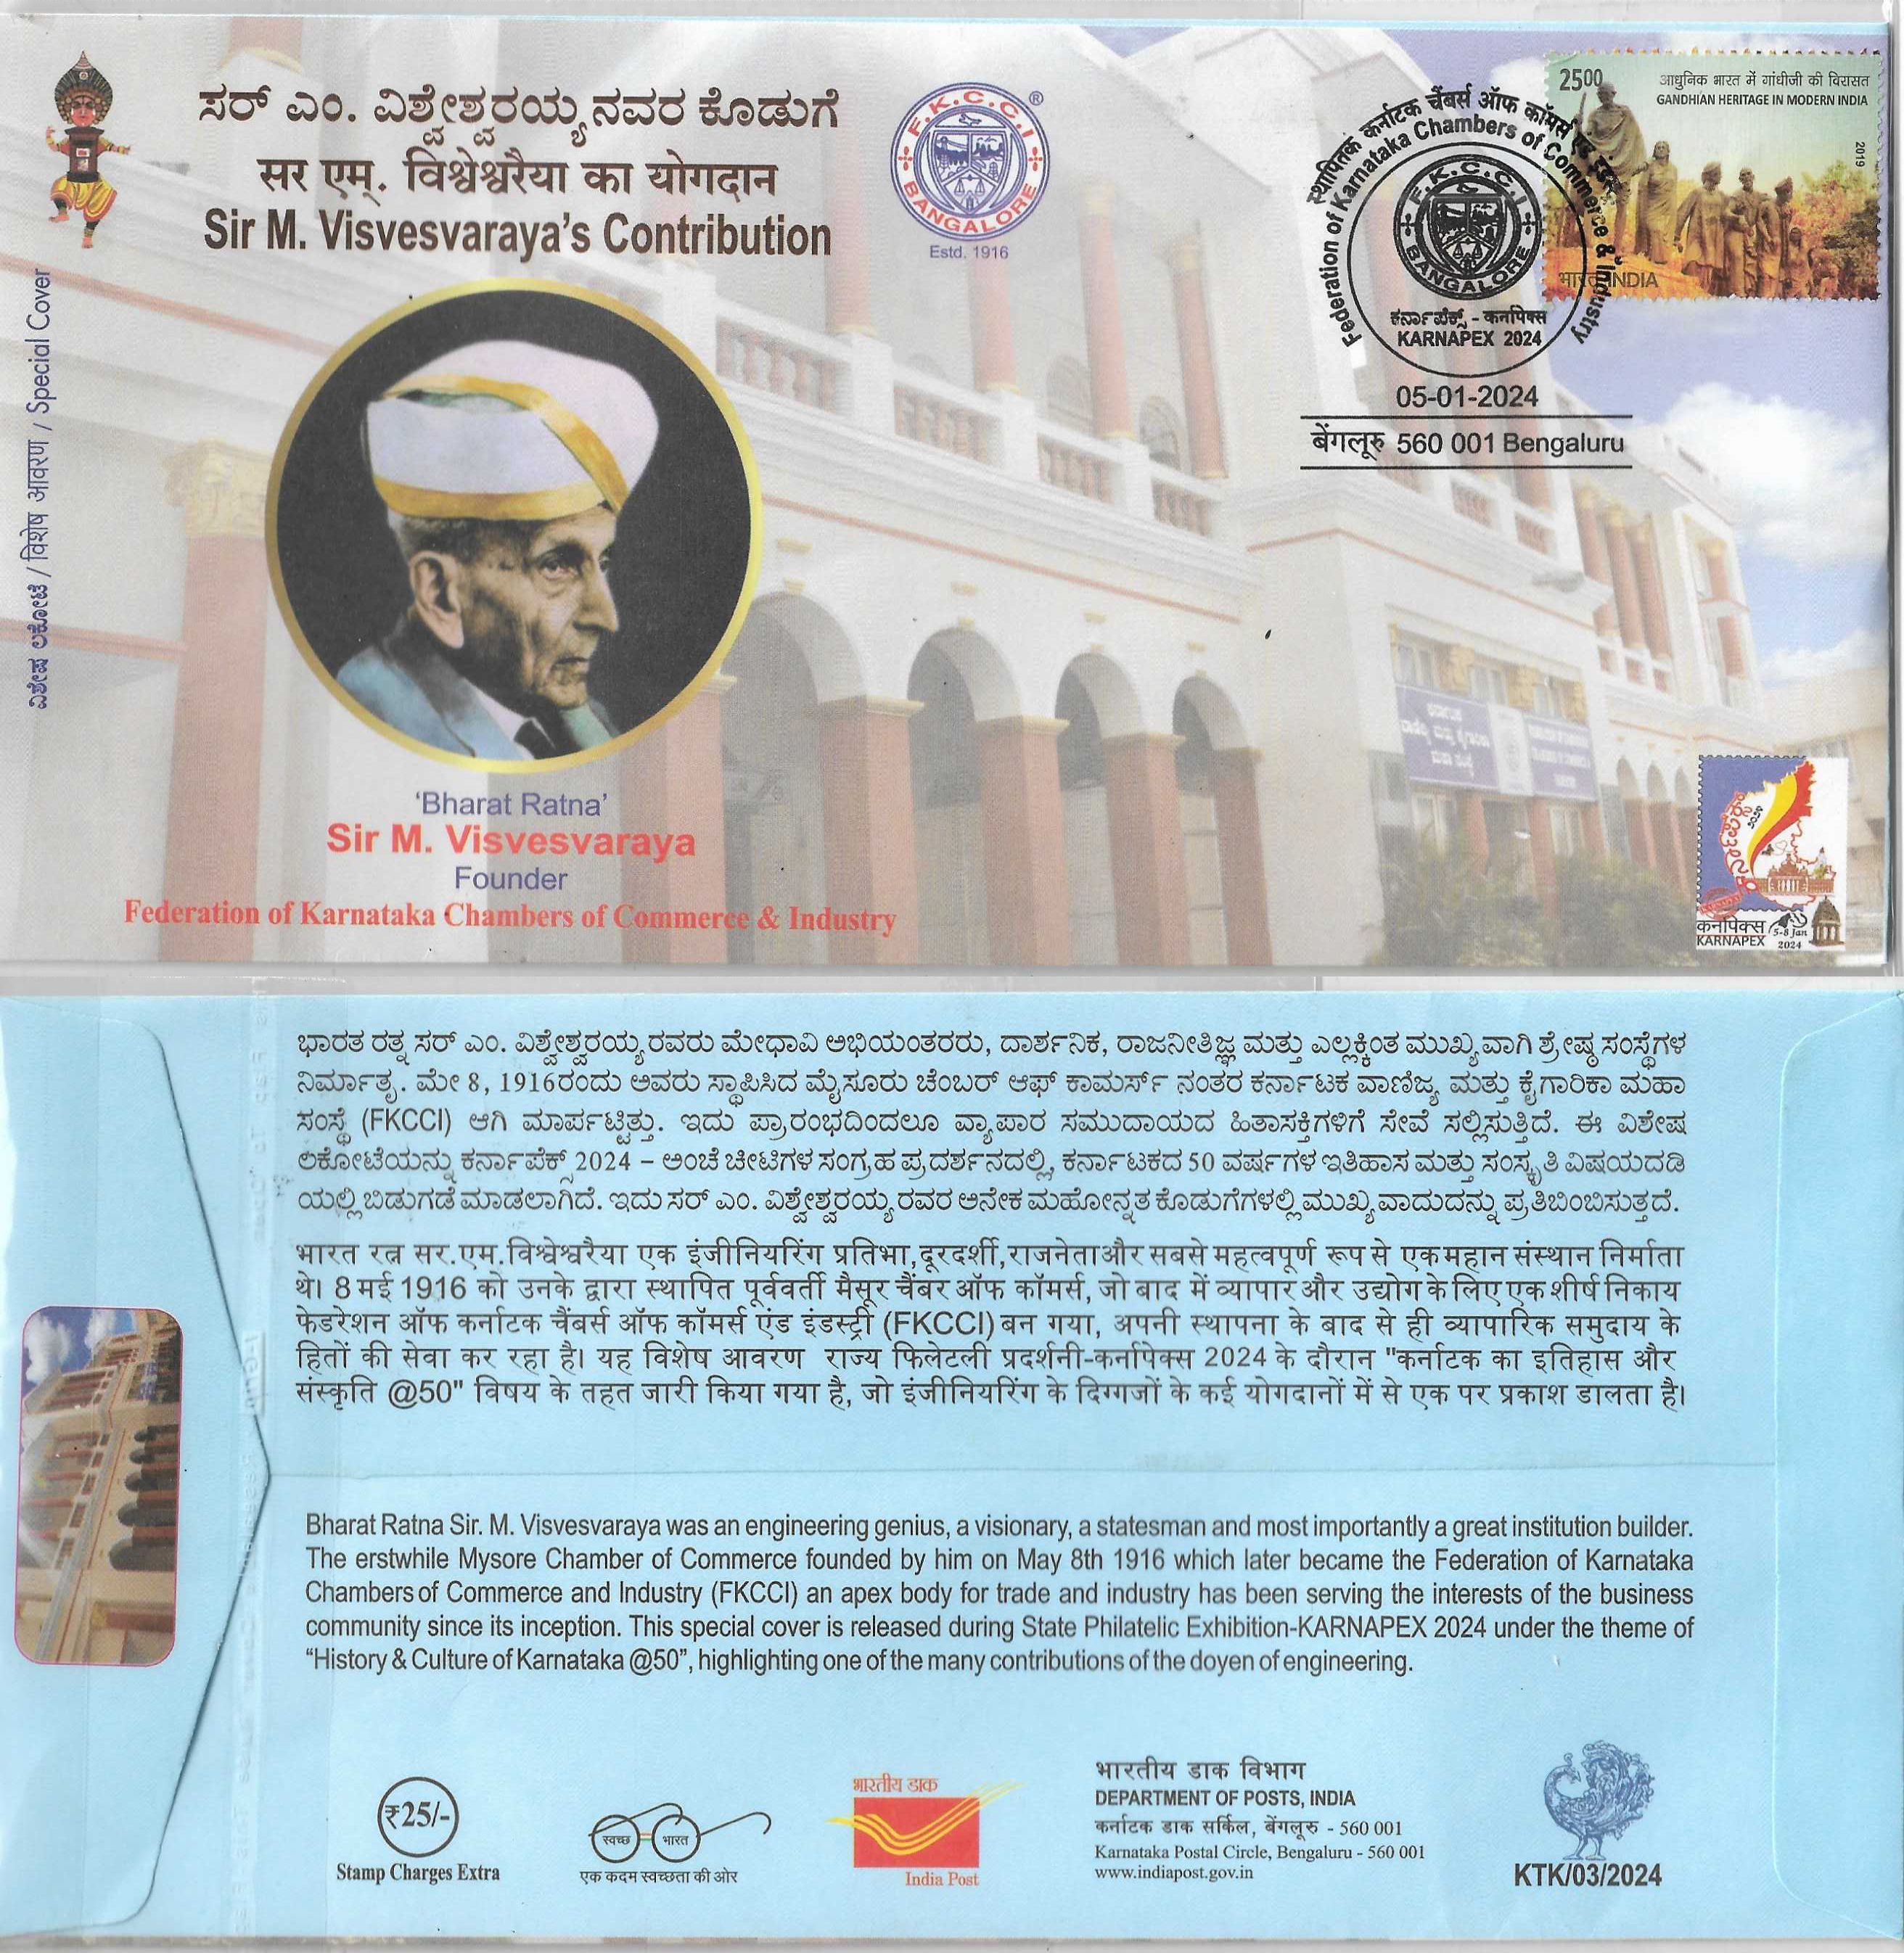 ಸರ್ ಎಂ. ವಿಶ್ವೇಶ್ವರಯ್ಯನವರ ಕೊಡುಗೆ
सर एम्. विश्वेश्वरैया का योगदान
Sir M. Visvesvaraya's Contribution
F.K.C.C.I
®
BANGALORE
Estd. 1916
2500
आधुनिक भारत में गांधीजी की विरासत
GANDHIAN HERITAGE IN MODERN INDIA
2019
भारत INDIA
स्थापितक कर्नाटक चैंबर्स ऑफ कॉमर्स एंड इंडस्ट्री
Federation of Karnataka Chambers of Commerce & Industry
F.K.C.C.I
BANGALORE
ಕರ್ನಾಪೆಕ್ಸ್ - कर्नापेक्स
KARNAPEX 2024
05-01-2024
बेंगलूरु 560 001 Bengaluru
ವಿಶೇಷ ಲಕೋಟೆ / विशेष आवरण / Special Cover
'Bharat Ratna'
Sir M. Visvesvaraya
Founder
Federation of Karnataka Chambers of Commerce & Industry
ಕರ್ನಾಪೆಕ್ಸ್ 2024
कर्नापेक्स
5-8 Jan
KARNAPEX
2024
ಭಾರತ ರತ್ನ ಸರ್ ಎಂ. ವಿಶ್ವೇಶ್ವರಯ್ಯರವರು ಮೇಧಾವಿ ಅಭಿಯಂತರರು, ದಾರ್ಶನಿಕ, ರಾಜನೀತಿಜ್ಞ ಮತ್ತು ಎಲ್ಲಕ್ಕಿಂತ ಮುಖ್ಯವಾಗಿ ಶ್ರೇಷ್ಠ ಸಂಸ್ಥೆಗಳ
ನಿರ್ಮಾತೃ. ಮೇ 8, 1916ರಂದು ಅವರು ಸ್ಥಾಪಿಸಿದ ಮೈಸೂರು ಚೆಂಬರ್ ಆಫ್ ಕಾಮರ್ಸ್ ನಂತರ ಕರ್ನಾಟಕ ವಾಣಿಜ್ಯ ಮತ್ತು ಕೈಗಾರಿಕಾ ಮಹಾ
ಸಂಸ್ಥೆ (FKCCI) ಆಗಿ ಮಾರ್ಪಟ್ಟಿತ್ತು. ಇದು ಪ್ರಾರಂಭದಿಂದಲೂ ವ್ಯಾಪಾರ ಸಮುದಾಯದ ಹಿತಾಸಕ್ತಿಗಳಿಗೆ ಸೇವೆ ಸಲ್ಲಿಸುತ್ತಿದೆ. ಈ ವಿಶೇಷ
ಲಕೋಟೆಯನ್ನು ಕರ್ನಾಪೆಕ್ಸ್ 2024 – ಅಂಚೆ ಚೀಟಿಗಳ ಸಂಗ್ರಹ ಪ್ರದರ್ಶನದಲ್ಲಿ, ಕರ್ನಾಟಕದ 50 ವರ್ಷಗಳ ಇತಿಹಾಸ ಮತ್ತು ಸಂಸ್ಕೃತಿ ವಿಷಯದಡಿ
ಯಲ್ಲಿ ಬಿಡುಗಡೆ ಮಾಡಲಾಗಿದೆ. ಇದು ಸರ್ ಎಂ. ವಿಶ್ವೇಶ್ವರಯ್ಯರವರ ಅನೇಕ ಮಹೋನ್ನತ ಕೊಡುಗೆಗಳಲ್ಲಿ ಮುಖ್ಯವಾದುದನ್ನು ಪ್ರತಿಬಿಂಬಿಸುತ್ತದೆ.
भारत रत्न सर.एम.विश्वेश्वरैया एक इंजीनियरिंग प्रतिभा,दूरदर्शी,राजनेता और सबसे महत्वपूर्ण रूप से एक महान संस्थान निर्माता
थे। 8 मई 1916 को उनके द्वारा स्थापित पूर्ववर्ती मैसूर चैंबर ऑफ कॉमर्स, जो बाद में व्यापार और उद्योग के लिए एक शीर्ष निकाय
फेडरेशन ऑफ कर्नाटक चैंबर्स ऑफ कॉमर्स एंड इंडस्ट्री (FKCCI) बन गया, अपनी स्थापना के बाद से ही व्यापारिक समुदाय के
हितों की सेवा कर रहा है। यह विशेष आवरण राज्य फिलेटली प्रदर्शनी-कर्नापेक्स 2024 के दौरान "कर्नाटक का इतिहास और
संस्कृति @50" विषय के तहत जारी किया गया है, जो इंजीनियरिंग के दिग्गजों के कई योगदानों में से एक पर प्रकाश डालता है।
Bharat Ratna Sir. M. Visvesvaraya was an engineering genius, a visionary, a statesman and most importantly a great institution builder.
The erstwhile Mysore Chamber of Commerce founded by him on May 8th 1916 which later became the Federation of Karnataka
Chambers of Commerce and Industry (FKCCI) an apex body for trade and industry has been serving the interests of the business
community since its inception. This special cover is released during State Philatelic Exhibition-KARNAPEX 2024 under the theme of
“History & Culture of Karnataka @50”, highlighting one of the many contributions of the doyen of engineering.
₹25/-
Stamp Charges Extra
स्वच्छ भारत
एक कदम स्वच्छता की ओर
भारतीय डाक
India Post
भारतीय डाक विभाग
DEPARTMENT OF POSTS, INDIA
कर्नाटक डाक सर्किल, बेंगलूरु - 560 001
Karnataka Postal Circle, Bengaluru - 560 001
www.indiapost.gov.in
KTK/03/2024